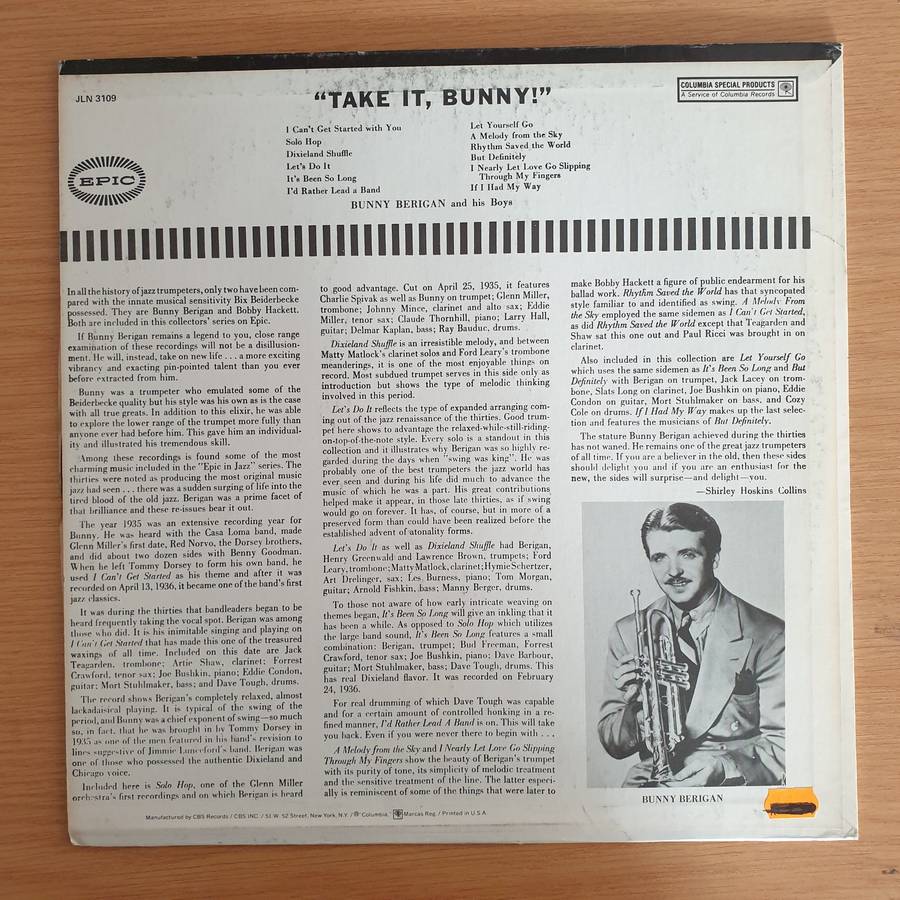 JLN 3109
"TAKE IT, BUNNY!"
COLUMBIA SPECIAL PRODUCTS
A Service of Columbia Records
EPIC
I Can't Get Started with You
Solo Hop
Dixieland Shuffle
Let's Do It
It's Been So Long
I'd Rather Lead a Band
Let Yourself Go
A Melody from the Sky
Rhythm Saved the World
But Definitely
I Nearly Let Love Go Slipping
Through My Fingers
If I Had My Way
BUNNY BERIGAN and his Boys
In all the history of jazz trumpeters, only two have been com-
pared with the innate musical sensitivity Bix Beiderbecke
possessed. They are Bunny Berigan and Bobby Hackett.
Both are included in this collectors' series on Epic.
If Bunny Berigan remains a legend to you, close range
examination of these recordings will not be a disillusion-
ment. He will, instead, take on new life . . . a more exciting
vibrancy and exacting pin-pointed talent than you ever
before extracted from him.
Bunny was a trumpeter who emulated some of the
Beiderbecke quality but his style was his own as is the case
with all true greats. In addition to this elixir, he was able
to explore the lower range of the trumpet more fully than
anyone ever had before him. This gave him an individual-
ity and illustrated his tremendous skill.
Among these recordings is found some of the most
charming music included in the "Epic in Jazz" series. The
thirties were noted as producing the most original music
jazz had seen . . . there was a sudden surging of life into the
tired blood of the old jazz. Berigan was a prime facet of
that brilliance and these re-issues bear it out.
The year 1935 was an extensive recording year for
Bunny. He was heard with the Casa Loma band, made
Glenn Miller's first date, Red Norvo, the Dorsey brothers,
and did about two dozen sides with Benny Goodman.
When he left Tommy Dorsey to form his own band, he
used I Can't Get Started as his theme and after it was
recorded on April 13, 1936, it became one of the band's first
jazz classics.
It was during the thirties that bandleaders began to be
heard frequently taking the vocal spot. Berigan was among
those who did. It is his inimitable singing and playing on
I Can't Get Started that has made this one of the treasured
waxings of all time. Included on this date are Jack
Teagarden, trombone; Artie Shaw, clarinet; Forrest
Crawford, tenor sax; Joe Bushkin, piano; Eddie Condon,
guitar; Mort Stuhlmaker, bass; and Dave Tough, drums.
The record shows Berigan's completely relaxed, almost
lackadaisical playing. It is typical of the swing of the
period, and Bunny was a chief exponent of swing—so much
so, in fact, that he was brought in by Tommy Dorsey in
1935 as one of the men featured in his band's revision to
lines suggestive of Jimmie Lunceford's band. Berigan was
one of those who possessed the authentic Dixieland and
Chicago voice.
Included here is Solo Hop, one of the Glenn Miller
orchestra's first recordings and on which Berigan is heard
to good advantage. Cut on April 25, 1935, it features
Charlie Spivak as well as Bunny on trumpet; Glenn Miller,
trombone; Johnny Mince, clarinet and alto sax; Eddie
Miller, tenor sax; Claude Thornhill, piano; Larry Hall,
guitar; Delmar Kaplan, bass; Ray Bauduc, drums.
Dixieland Shuffle is an irresistible melody, and between
Matty Matlock's clarinet solos and Ford Leary's trombone
meanderings, it is one of the most enjoyable things on
record. Most subdued trumpet serves in this side only as
introduction but shows the type of melodic thinking
involved in this period.
Let's Do It reflects the type of expanded arranging com-
ing out of the jazz renaissance of the thirties. Good trum-
pet here shows to advantage the relaxed-while-still-riding-
on-top-of-the-note style. Every solo is a standout in this
collection and it illustrates why Berigan was so highly re-
garded during the days when "swing was king". He was
probably one of the best trumpeters the jazz world has
ever seen and during his life did much to advance the
music of which he was a part. His great contributions
helped make it appear, in those late thirties, as if swing
would go on forever. It has, of course, but in more of a
preserved form than could have been realized before the
established advent of atonality forms.
Let's Do It as well as Dixieland Shuffle had Berigan,
Henry Greenwald and Lawrence Brown, trumpets; Ford
Leary, trombone; Matty Matlock, clarinet; Hymie Schertzer,
Art Drelinger, sax; Les Burness, piano; Tom Morgan,
guitar; Arnold Fishkin, bass; Manny Berger, drums.
To those not aware of how early intricate weaving on
themes began, It's Been So Long will give an inkling that it
has been a while. As opposed to Solo Hop which utilizes
the large band sound, It's Been So Long features a small
combination: Berigan, trumpet; Bud Freeman, Forrest
Crawford, tenor sax; Joe Bushkin, piano; Dave Barbour,
guitar; Mort Stuhlmaker, bass; Dave Tough, drums. This
has real Dixieland flavor. It was recorded on February
24, 1936.
For real drumming of which Dave Tough was capable
and for a certain amount of controlled honking in a re-
fined manner, I'd Rather Lead A Band is on. This will take
you back. Even if you were never there to begin with . . .
A Melody from the Sky and I Nearly Let Love Go Slipping
Through My Fingers show the beauty of Berigan's trumpet
with its purity of tone, its simplicity of melodic treatment
and the sensitive treatment of the line. The latter especi-
ally is reminiscent of some of the things that were later to
make Bobby Hackett a figure of public endearment for his
ballad work. Rhythm Saved the World has that syncopated
style familiar to and identified as swing. A Melody From
the Sky employed the same sidemen as I Can't Get Started,
as did Rhythm Saved the World except that Teagarden and
Shaw sat this one out and Paul Ricci was brought in on
clarinet.
Also included in this collection are Let Yourself Go
which uses the same sidemen as It's Been So Long and But
Definitely with Berigan on trumpet, Jack Lacey on trom-
bone, Slats Long on clarinet, Joe Bushkin on piano, Eddie
Condon on guitar, Mort Stuhlmaker on bass, and Cozy
Cole on drums. If I Had My Way makes up the last selec-
tion and features the musicians of But Definitely.
The stature Bunny Berigan achieved during the thirties
has not waned. He remains one of the great jazz trumpeters
of all time. If you are a believer in the old, then these sides
should delight you and if you are an enthusiast for the
new, the sides will surprise—and delight—you.
—Shirley Hoskins Collins
BUNNY BERIGAN
Manufactured by CBS Records / CBS INC. / 51 W. 52 Street, New York, N.Y. / ® "Columbia," Marcas Reg. / Printed in U.S.A.